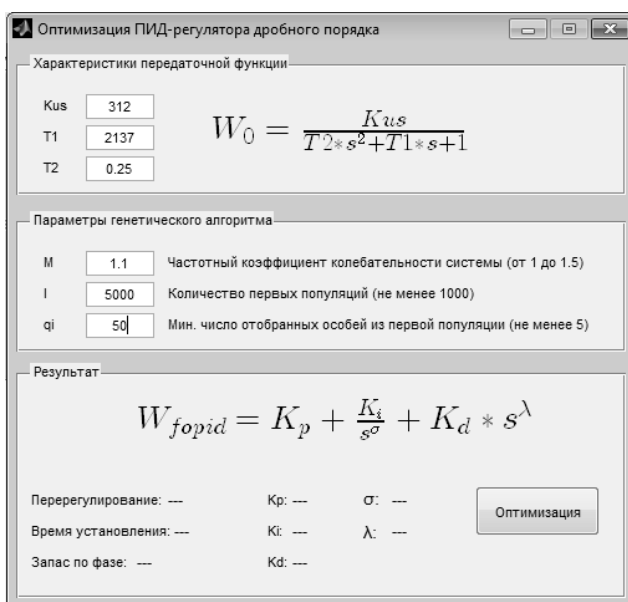 Оптимизация ПИД-регулятора дробного порядка
Характеристики передаточной функции
Kus 312
T1 2137
T2 0.25
W_0 = Kus / (T2*s^2+T1*s+1)
Параметры генетического алгоритма
M 1.1 Частотный коэффициент колебательности системы (от 1 до 1.5)
I 5000 Количество первых популяций (не менее 1000)
qi 50 Мин. число отобранных особей из первой популяции (не менее 5)
Результат
W_fopid = K_p + K_i / s^σ + K_d * s^λ
Перерегулирование: --- Kp: --- σ: ---
Время установления: --- Ki: --- λ: ---
Запас по фазе: --- Kd: ---
Оптимизация